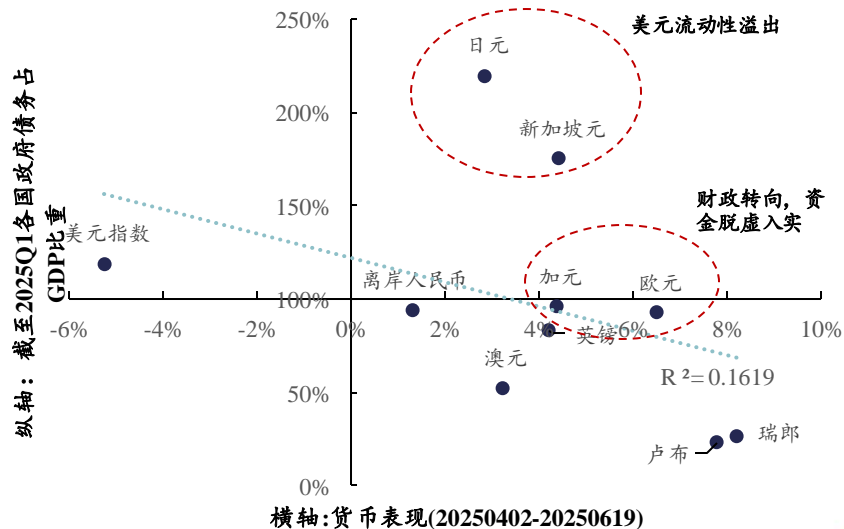 250%
美元流动性溢出
日元
200%
新加坡元
纵轴：截至2025Q1各国政府债务占
GDP比重
150%
财政转向，资
金脱虚入实
美元指数
离岸人民币
加元
欧元
100%
-6%
-4%
-2%
0%
2%
4%
6%
8%
10%
英镑
澳元
R²=0.1619
50%
瑞郎
卢布
0%
横轴:货币表现(20250402-20250619)